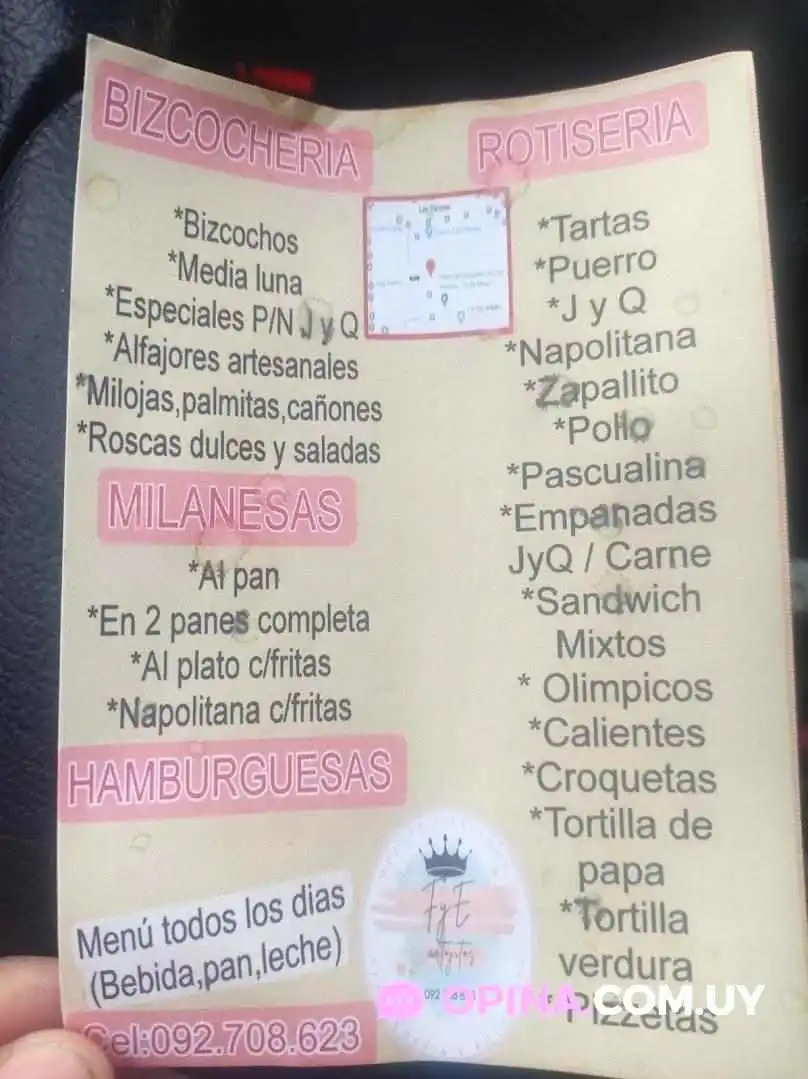 BIZCOCHERIA
*Bizcochos
*Media luna
*Especiales P/N J y Q
*Alfajores artesanales
*Milojas,palmitas,cañones
*Roscas dulces y saladas
MILANESAS
*Al pan
*En 2 panes completa
*Al plato c/fritas
*Napolitana c/fritas
HAMBURGUESAS
Menú todos los dias
(Bebida,pan,leche)
Cel:092.708.623
ROTISERIA
*Tartas
*Puerro
*J y Q
*Napolitana
*Zapallito
*Pollo
*Pascualina
*Empanadas
JyQ / Carne
*Sandwich
Mixtos
* Olimpicos
*Calientes
*Croquetas
*Tortilla de
papa
*Tortilla
verdura
*Pizzetas
FyE
OPINA.COM.UY